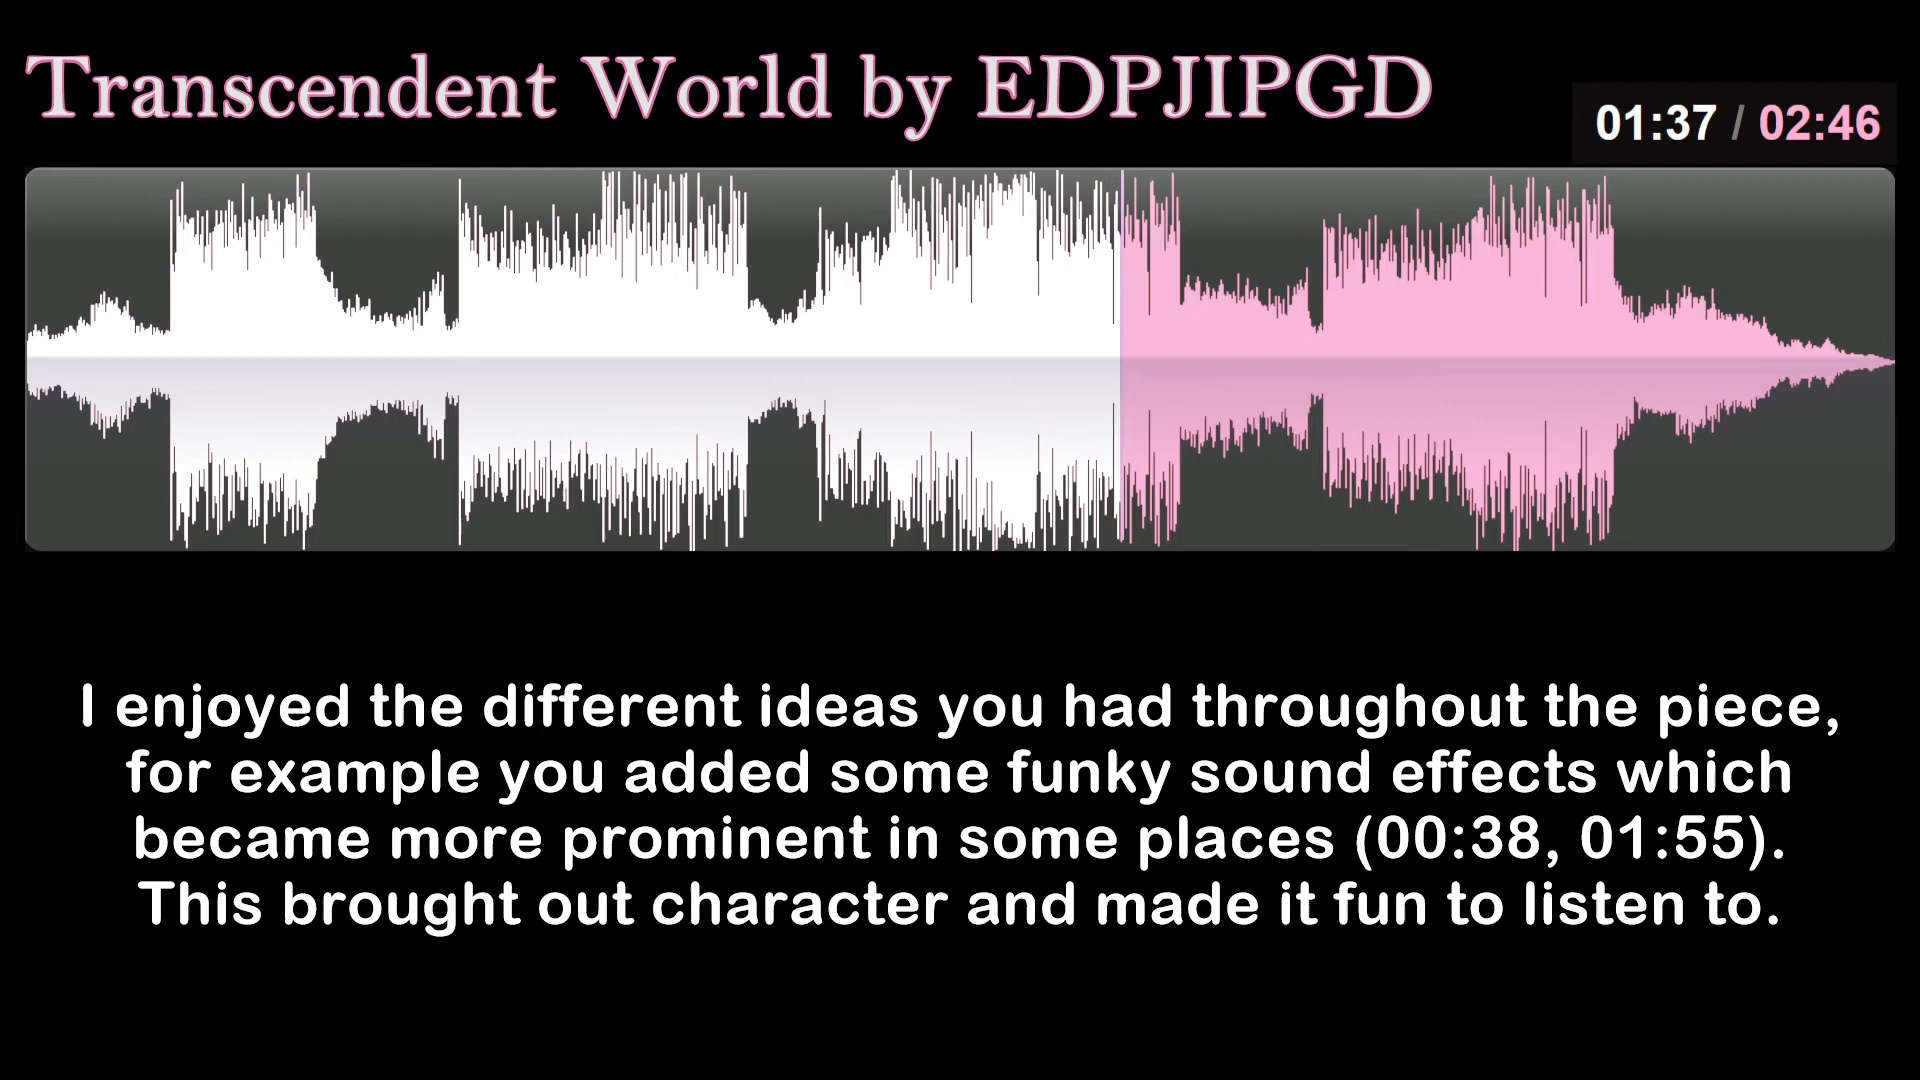 Transcendent World by EDPJIPGD
01:37 / 02:46
I enjoyed the different ideas you had throughout the piece,
for example you added some funky sound effects which
became more prominent in some places (00:38, 01:55).
This brought out character and made it fun to listen to.